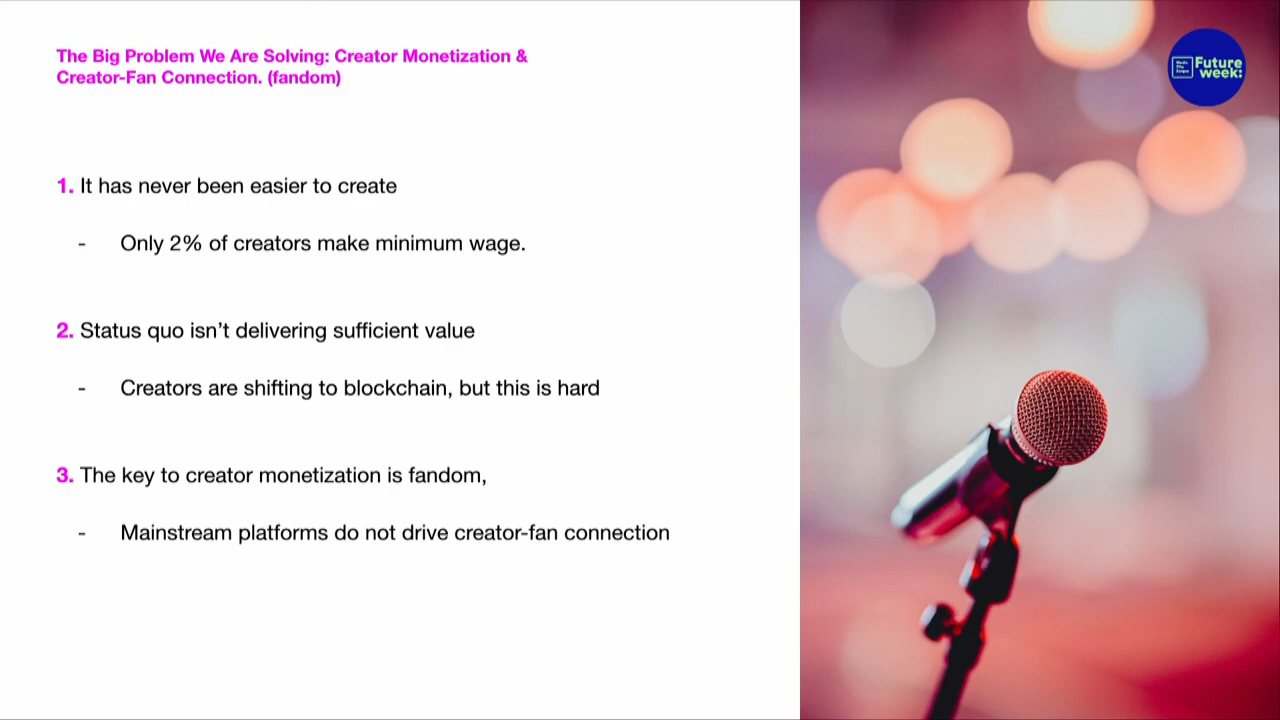 The Big Problem We Are Solving: Creator Monetization &
Creator-Fan Connection. (fandom)
1. It has never been easier to create
- Only 2% of creators make minimum wage.
2. Status quo isn’t delivering sufficient value
- Creators are shifting to blockchain, but this is hard
3. The key to creator monetization is fandom,
- Mainstream platforms do not drive creator-fan connection
Future
week: